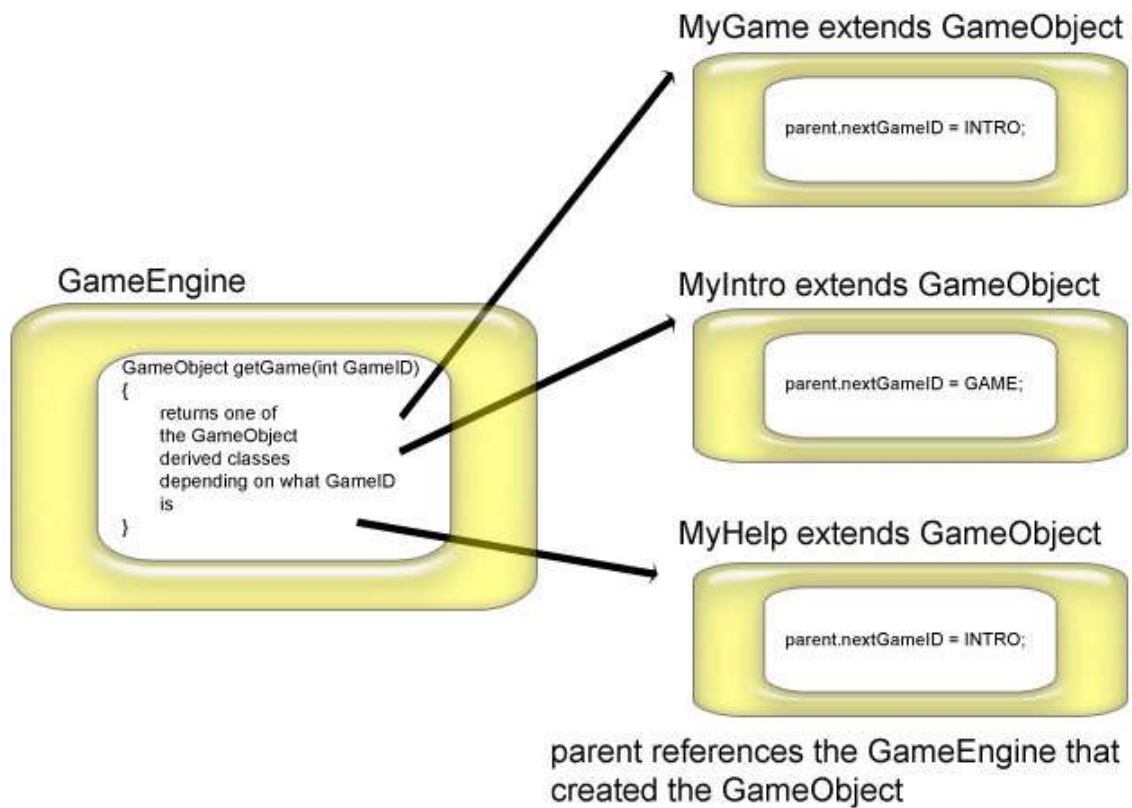 MyGame extends GameObject
parent.nextGameID = INTRO;
GameEngine
GameObject getGame(int GameID)
{
returns one of
the GameObject
derived classes
depending on what GameID
is
}
MyIntro extends GameObject
parent.nextGameID = GAME;
MyHelp extends GameObject
parent.nextGameID = INTRO;
parent references the GameEngine that
created the GameObject